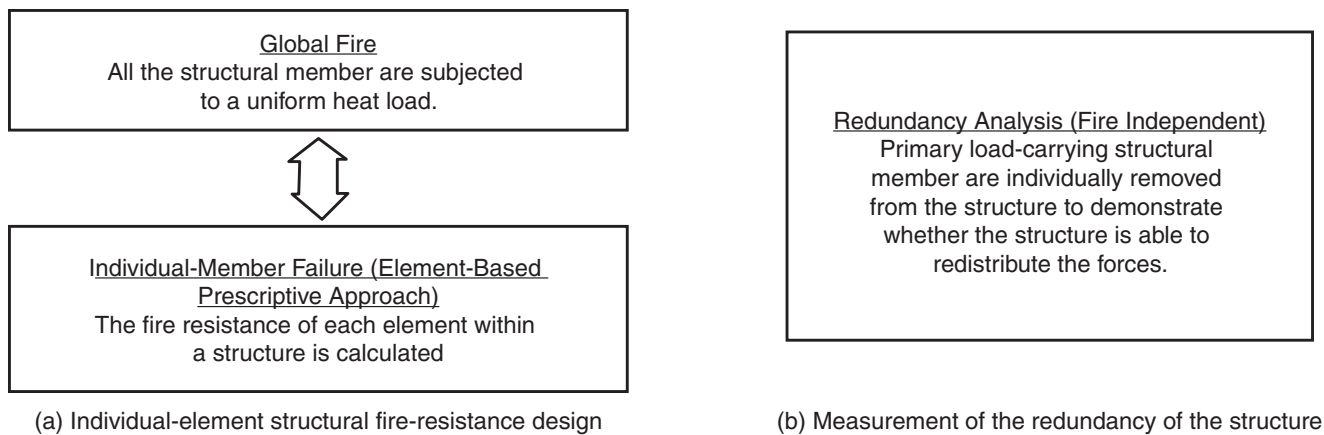 Global Fire
All the structural member are subjected
to a uniform heat load.
Individual-Member Failure (Element-Based
Prescriptive Approach)
The fire resistance of each element within
a structure is calculated
(a) Individual-element structural fire-resistance design
Redundancy Analysis (Fire Independent)
Primary load-carrying structural
member are individually removed
from the structure to demonstrate
whether the structure is able to
redistribute the forces.
(b) Measurement of the redundancy of the structure